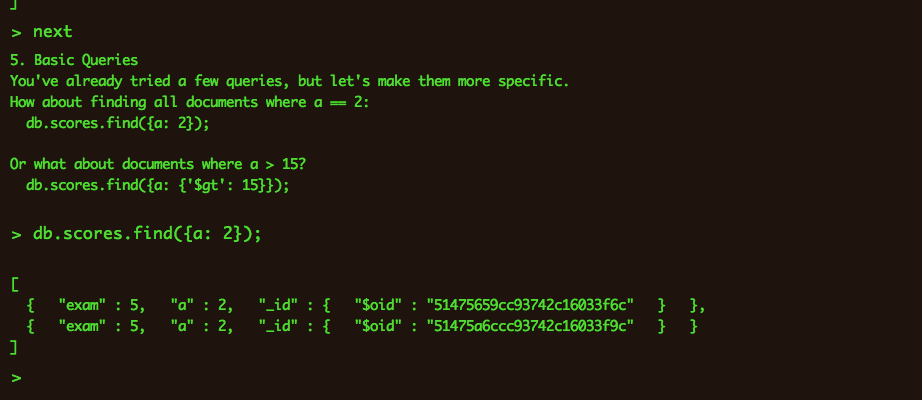 ]
> next
5. Basic Queries
You've already tried a few queries, but let's make them more specific.
How about finding all documents where a == 2:
db.scores.find({a: 2});
Or what about documents where a > 15?
db.scores.find({a: {'$gt': 15}});
> db.scores.find({a: 2});
[
{ "exam" : 5, "a" : 2, "_id" : { "$oid" : "51475659cc93742c16033f6c" } },
{ "exam" : 5, "a" : 2, "_id" : { "$oid" : "51475a6ccc93742c16033f9c" } }
]
>